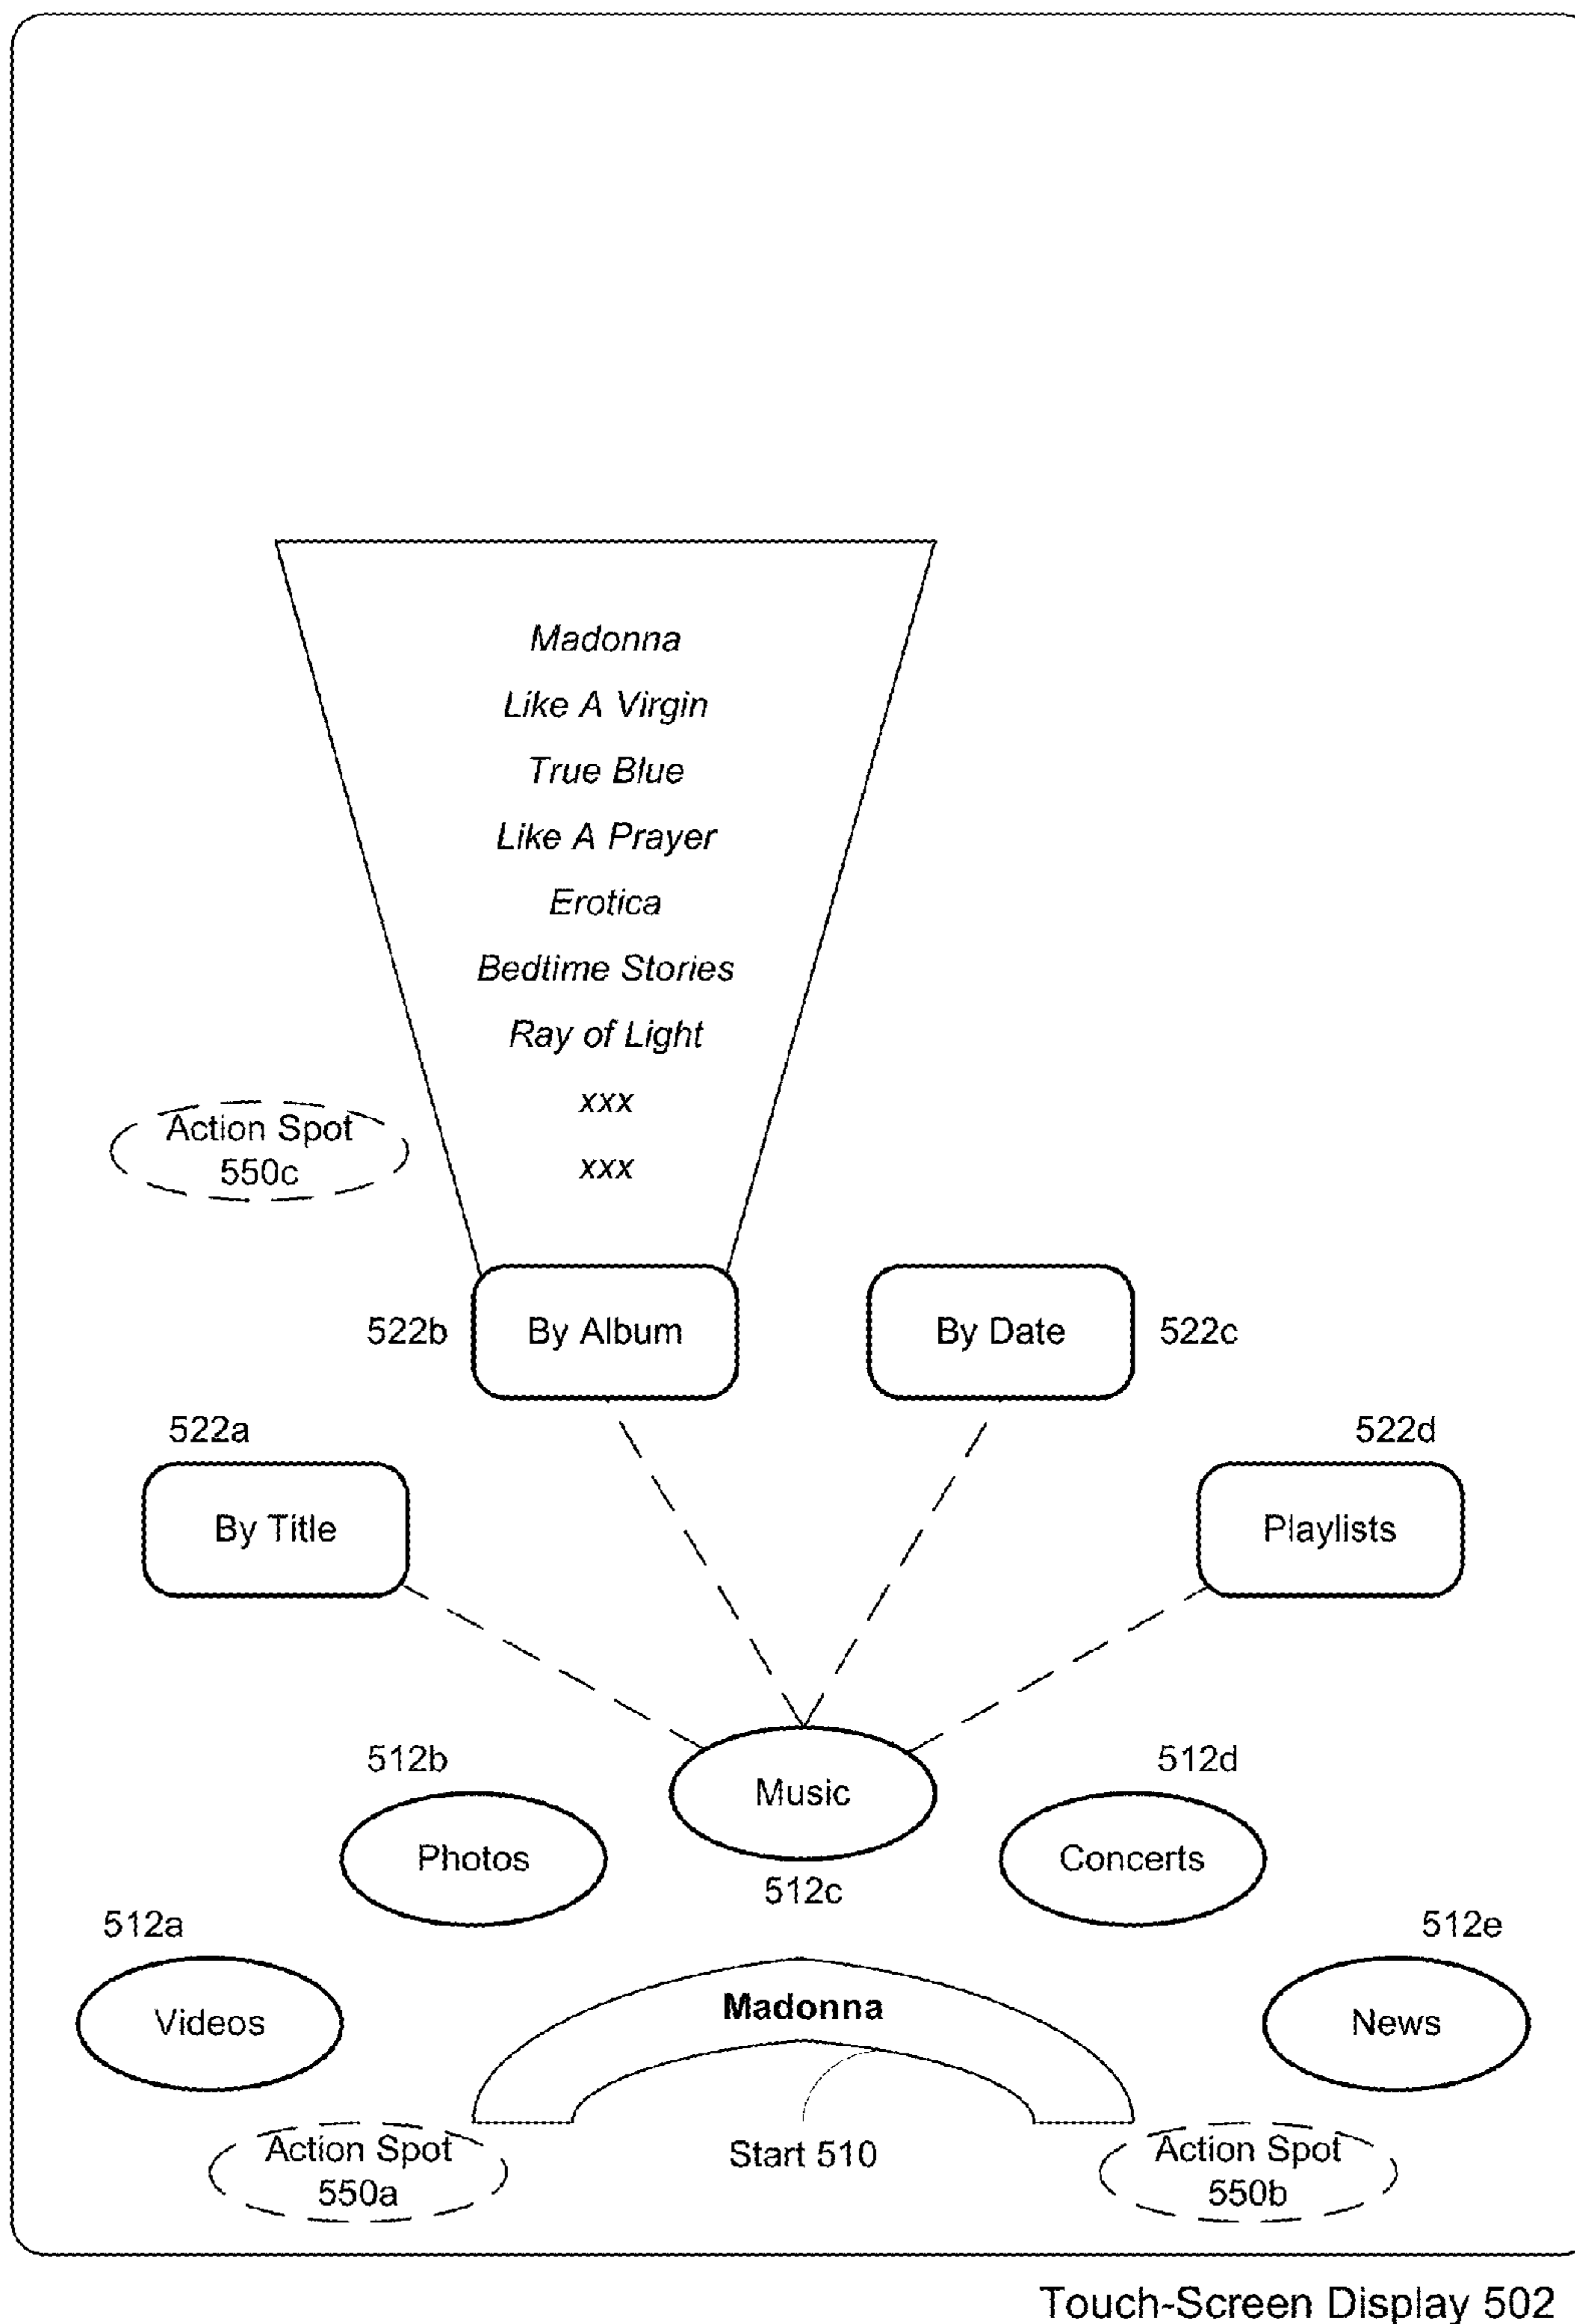 Madonna
Like A Virgin
True Blue
Like A Prayer
Erotica
Bedtime Stories
Ray of Light
xxx
xxx
Action Spot
550c
522b
By Album
By Date
522c
522a
By Title
522d
Playlists
512b
Photos
Music
512c
512d
Concerts
512a
Videos
Madonna
512e
News
Action Spot
550a
Start 510
Action Spot
550b
Touch-Screen Display 502